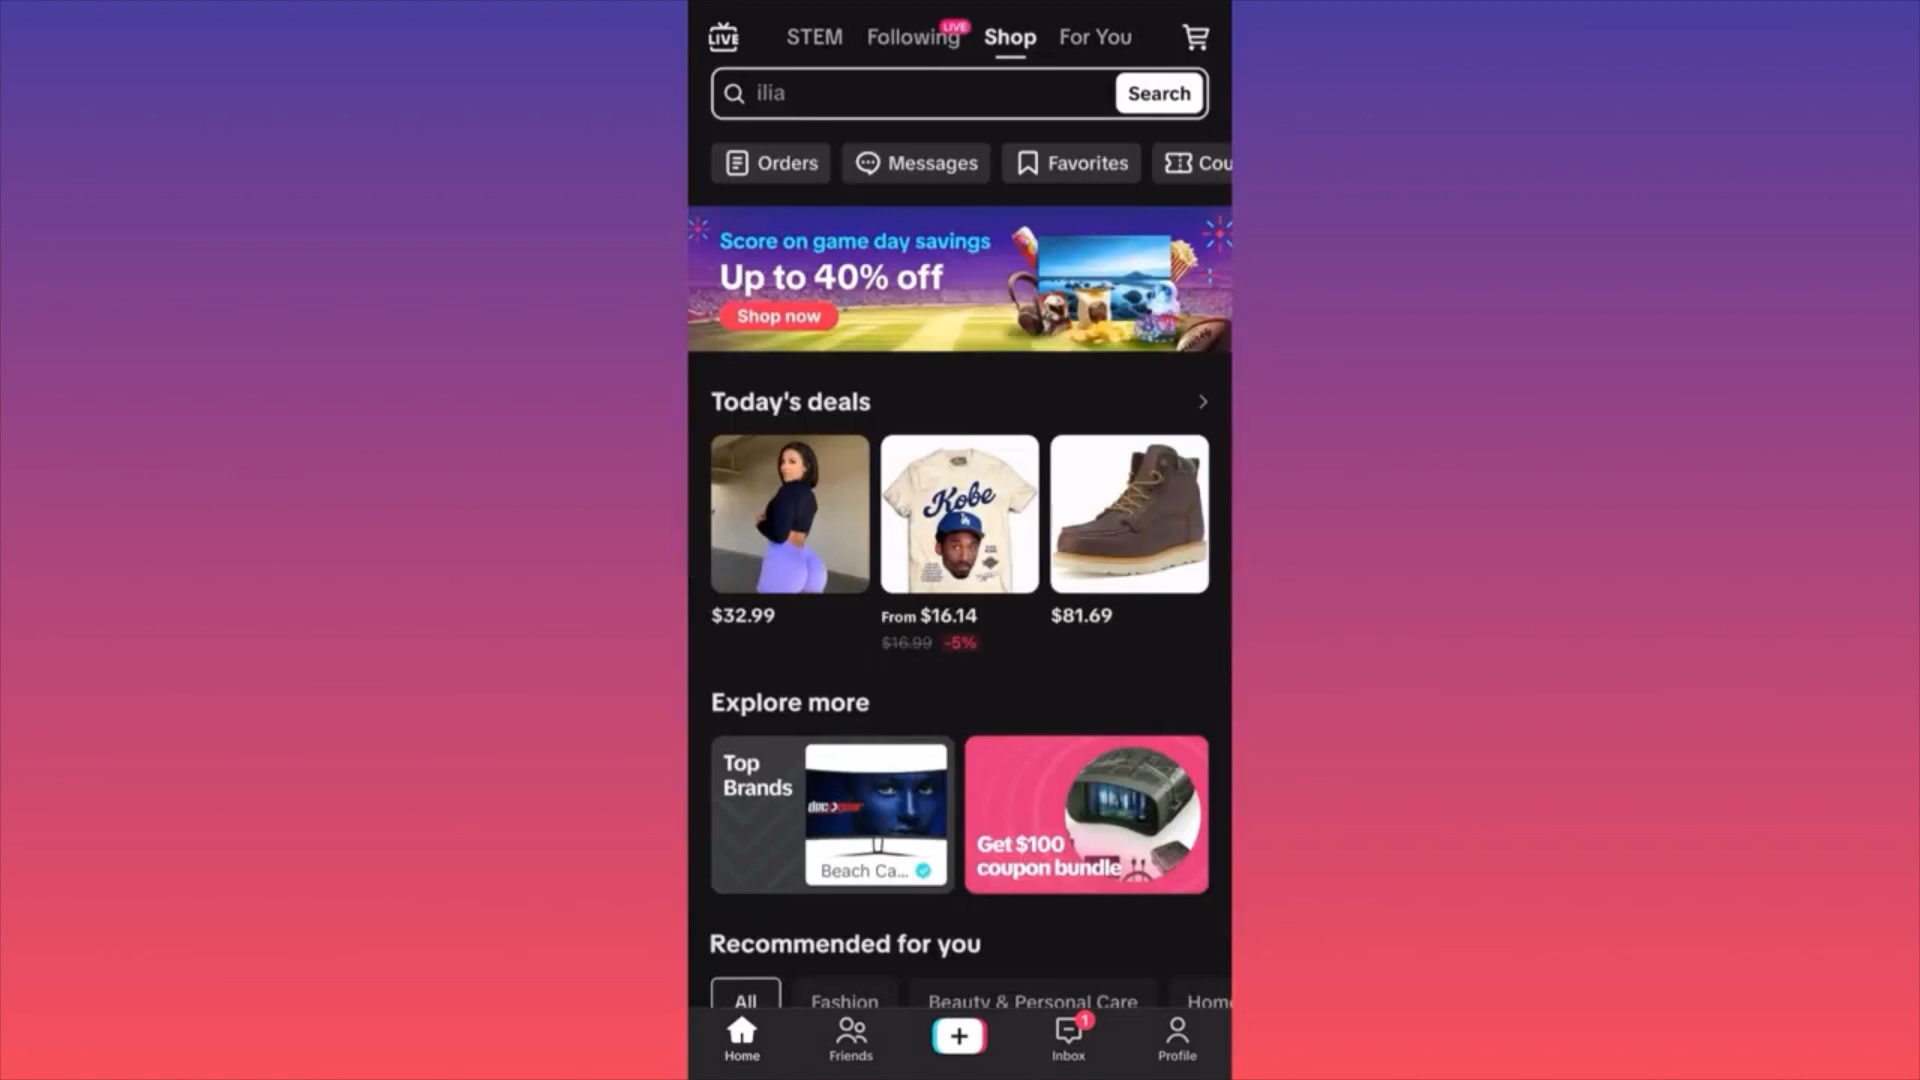 LIVE
STEM
Following
LIVE
Shop
For You
ilia
Search
Orders
Messages
Favorites
Cou
Score on game day savings
Up to 40% off
Shop now
Today's deals
Kobe
LA
$32.99
From $16.14
$81.69
$16.99 -5%
Explore more
Top
Brands
Beach Ca...
Get $100
coupon bundle
Recommended for you
All
Fashion
Beauty & Personal Care
Hom
Home
Friends
1
Inbox
Profile